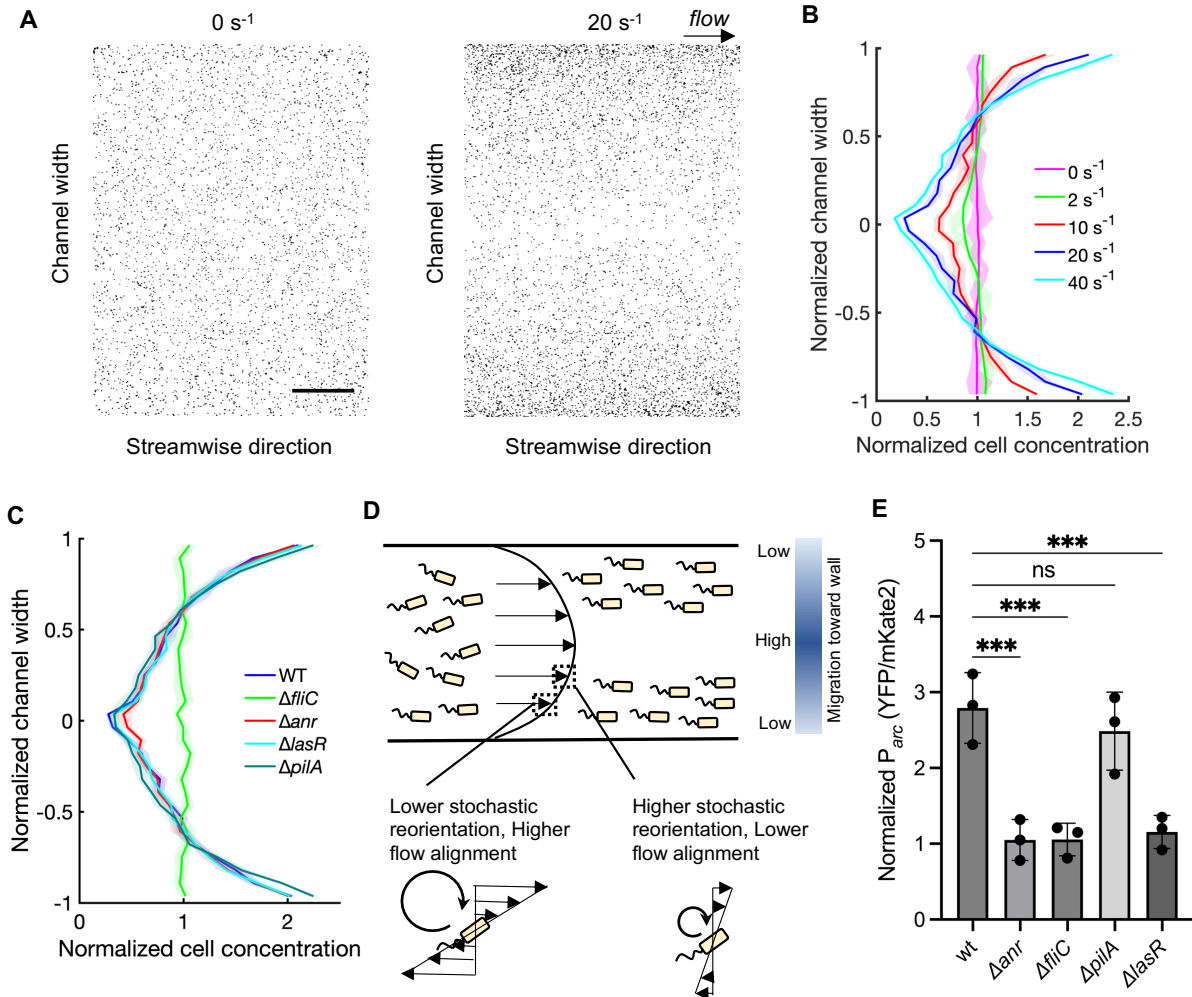 A
0 s⁻¹
20 s⁻¹
flow
Channel width
Streamwise direction
Channel width
Streamwise direction
B
Normalized channel width
1
0.5
0
-0.5
-1
0 s⁻¹
2 s⁻¹
10 s⁻¹
20 s⁻¹
40 s⁻¹
0 0.5 1 1.5 2 2.5
Normalized cell concentration
C
Normalized channel width
1
0.5
0
-0.5
-1
WT
ΔfliC
Δanr
ΔlasR
ΔpilA
0 1 2
Normalized cell concentration
D
Low
High
Low
Migration toward wall
Lower stochastic
reorientation, Higher
flow alignment
Higher stochastic
reorientation, Lower
flow alignment
E
Normalized Parc (YFP/mKate2)
5
4
3
2
1
0
***
ns
***
***
wt
Δanr
ΔfliC
ΔpilA
ΔlasR